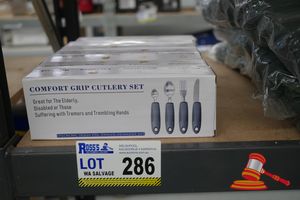 COMFORT GRIP CUTLERY SET
Great for The Elderly,
Disabled or Those
Suffering with Tremors and Trembling Hands
ROSS'S
LOT
WA SALVAGE
286